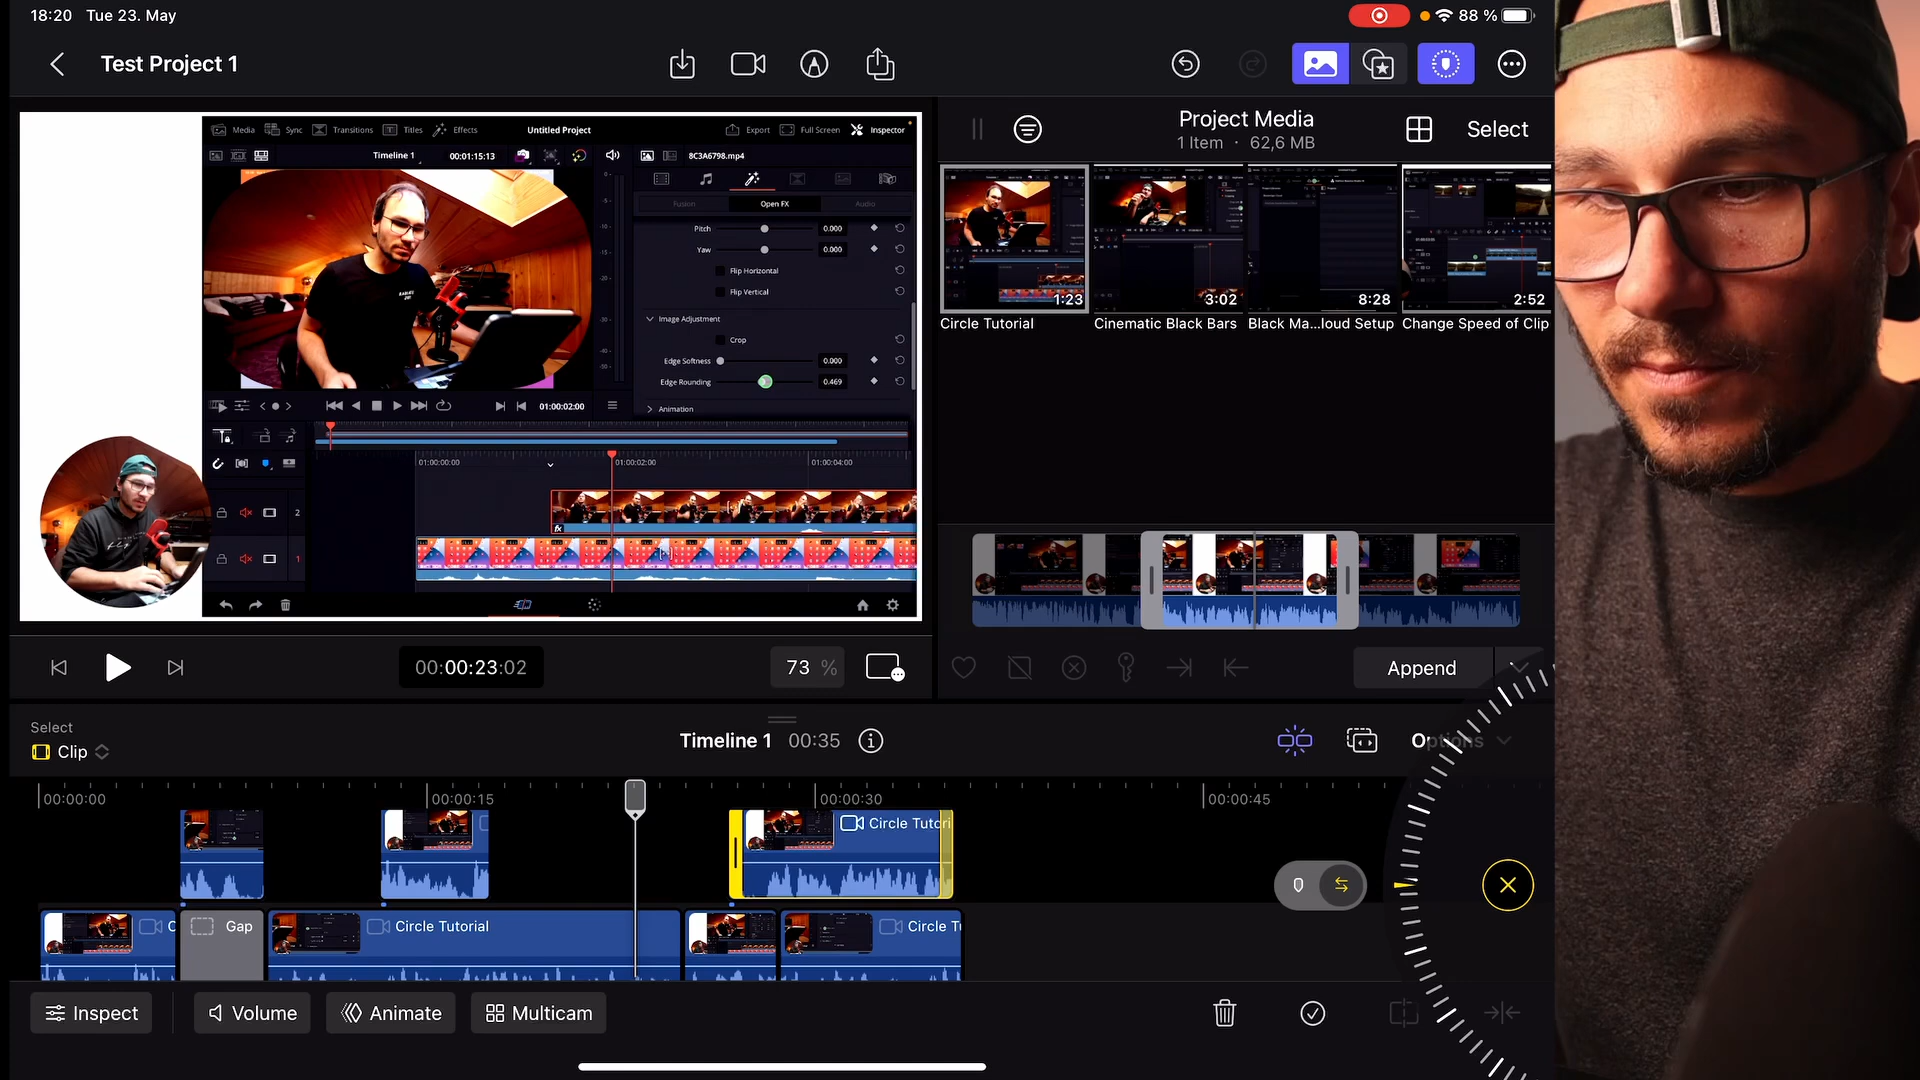 18:20 Tue 23. May
88 %
Test Project 1
Media Sync Transitions Titles Effects Untitled Project Export Full Screen Inspector
Timeline 1 00:01:15:13 8C3A6798.mp4
Fusion Open FX Audio
Pitch 0.000
Yaw 0.000
Flip Horizontal
Flip Vertical
Image Adjustment
Crop
Edge Softness 0.000
Edge Rounding 0.469
Animation
01:00:02:00
01:00:00:00 01:00:02:00 01:00:04:00
2
fx
1
Project Media
1 Item · 62,6 MB
Select
1:23 3:02 8:28 2:52
Circle Tutorial Cinematic Black Bars Black Ma...loud Setup Change Speed of Clip
00:00:23:02
73 %
Append
Select
Clip
Timeline 1 00:35
Options
00:00:00 00:00:15 00:00:30 00:00:45
Circle Tutori
C Gap Circle Tutorial Circle T
Inspect Volume Animate Multicam